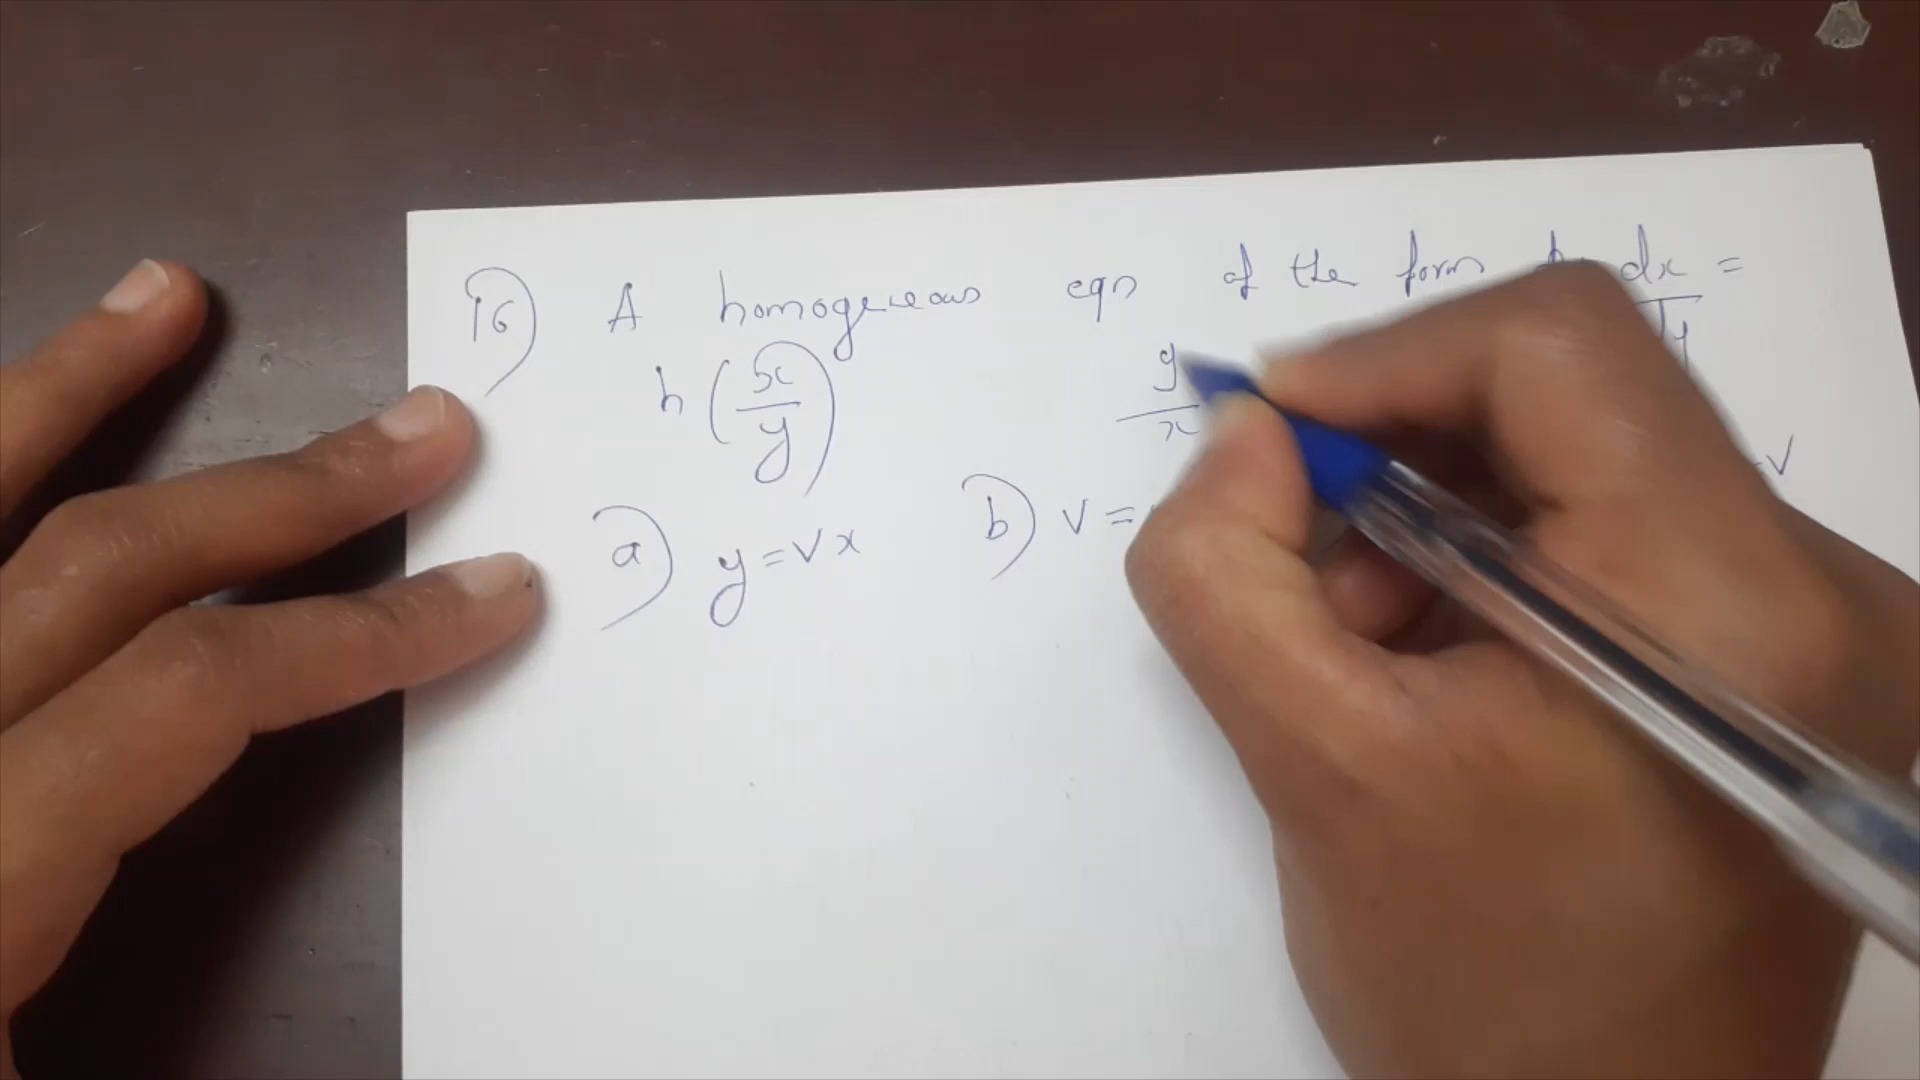 16) A homogeneous eqn of the form dx =
h (x/y) y/x y
a) y = vx b) v = = v